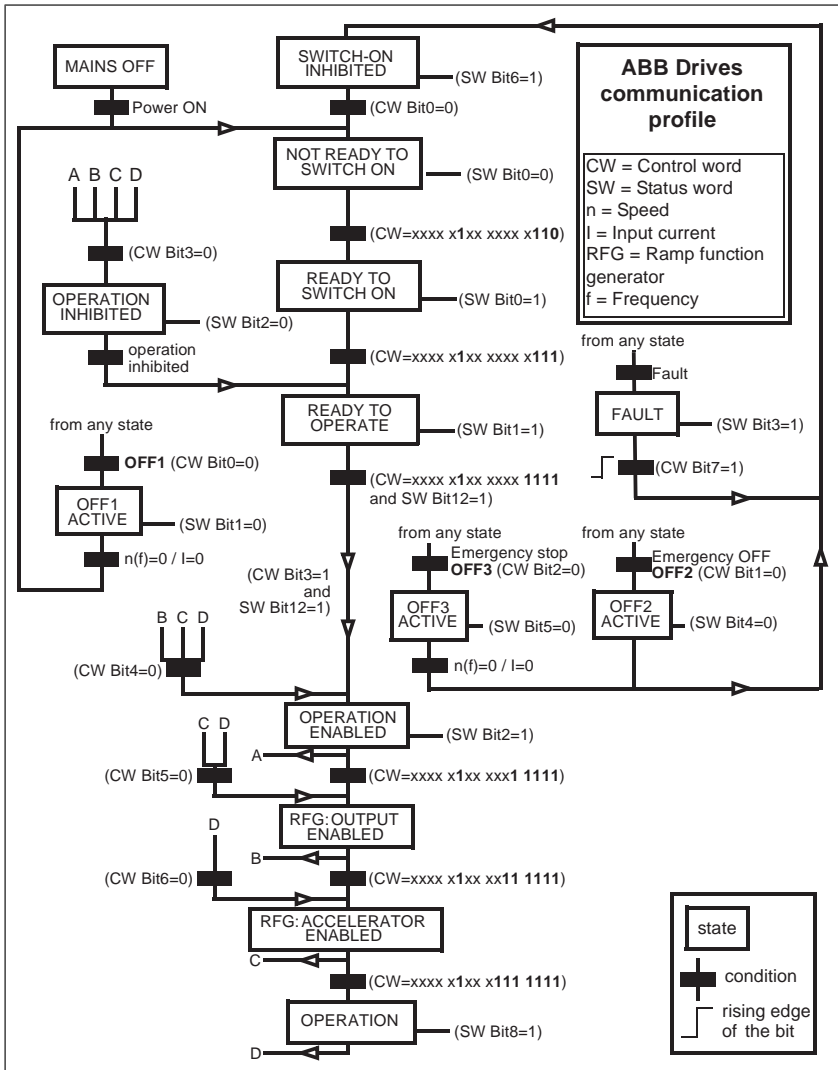 MAINS OFF
Power ON
SWITCH-ON
INHIBITED
(SW Bit6=1)
(CW Bit0=0)
NOT READY TO
SWITCH ON
(SW Bit0=0)
A B C D
(CW Bit3=0)
OPERATION
INHIBITED
(SW Bit2=0)
operation
inhibited
(CW=xxxx x1xx xxxx x110)
READY TO
SWITCH ON
(SW Bit0=1)
(CW=xxxx x1xx xxxx x111)
READY TO
OPERATE
(SW Bit1=1)
(CW=xxxx x1xx xxxx 1111
and SW Bit12=1)
ABB Drives
communication
profile
CW = Control word
SW = Status word
n = Speed
I = Input current
RFG = Ramp function
generator
f = Frequency
from any state
Fault
FAULT
(SW Bit3=1)
(CW Bit7=1)
from any state
OFF1 (CW Bit0=0)
OFF1
ACTIVE
(SW Bit1=0)
n(f)=0 / I=0
(CW Bit3=1
and
SW Bit12=1)
from any state
Emergency stop
OFF3 (CW Bit2=0)
OFF3
ACTIVE
(SW Bit5=0)
n(f)=0 / I=0
from any state
Emergency OFF
OFF2 (CW Bit1=0)
OFF2
ACTIVE
(SW Bit4=0)
B C D
(CW Bit4=0)
OPERATION
ENABLED
(SW Bit2=1)
A
C D
(CW Bit5=0)
(CW=xxxx x1xx xxx1 1111)
RFG: OUTPUT
ENABLED
B
D
(CW Bit6=0)
(CW=xxxx x1xx xx11 1111)
RFG: ACCELERATOR
ENABLED
C
(CW=xxxx x1xx x111 1111)
OPERATION
(SW Bit8=1)
D
state
condition
rising edge
of the bit